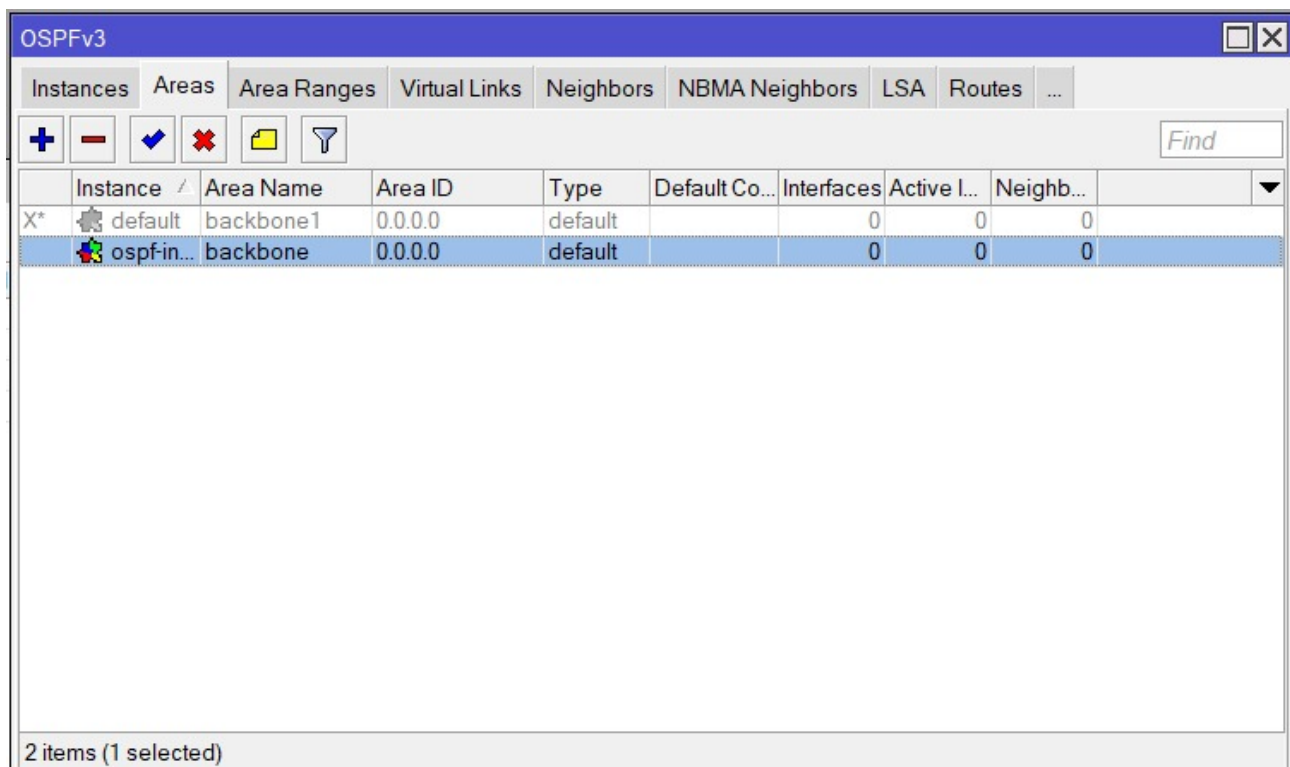 OSPFv3
Instances Areas Area Ranges Virtual Links Neighbors NBMA Neighbors LSA Routes ...
Find
Instance Area Name Area ID Type Default Co... Interfaces Active I... Neighb...
X* default backbone1 0.0.0.0 default 0 0 0
ospf-in... backbone 0.0.0.0 default 0 0 0
2 items (1 selected)